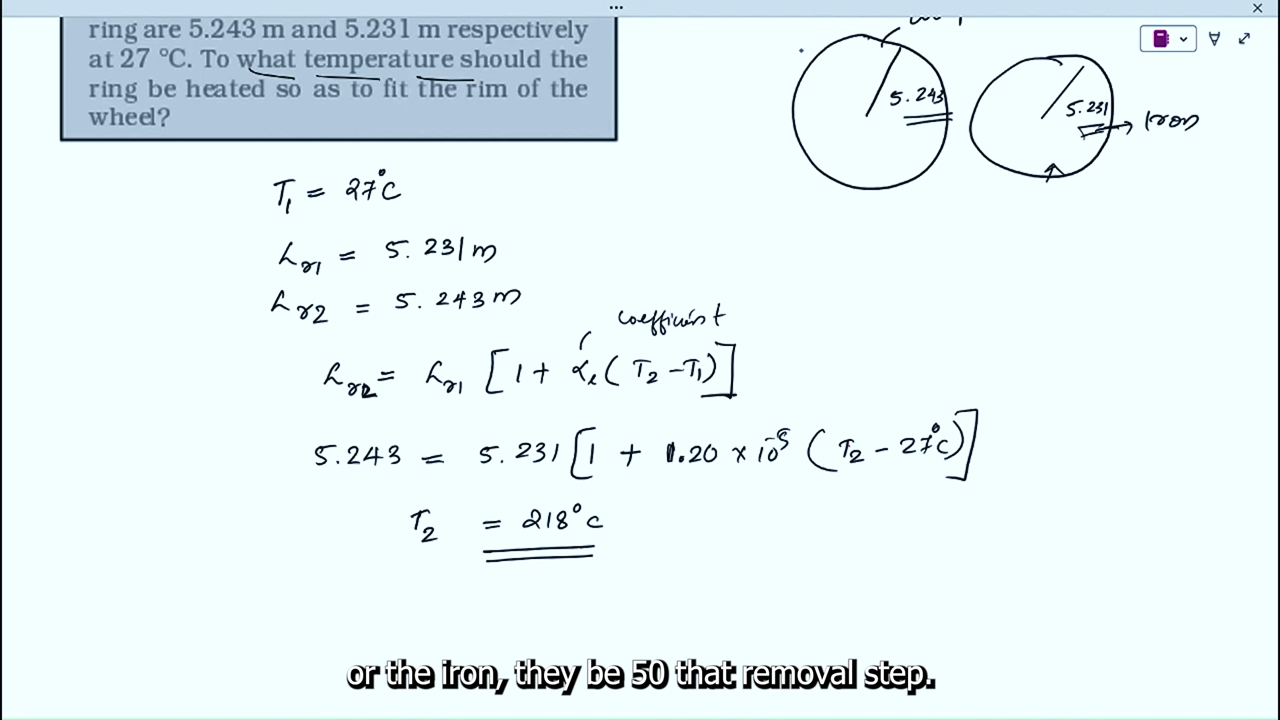 ring are 5.243 m and 5.231 m respectively
at 27 °C. To what temperature should the
ring be heated so as to fit the rim of the
wheel?
5.243
5.231
Iron
T₁ = 27°C
Lr1 = 5.231m
Lr2 = 5.243m
coefficient
Lr2 = Lr1 [1 + αℓ (T₂ - T₁)]
5.243 = 5.231 [1 + 1.20 × 10⁻⁵ (T₂ - 27°C)]
T₂ = 218°C
or the iron, they be 50 that removal step.